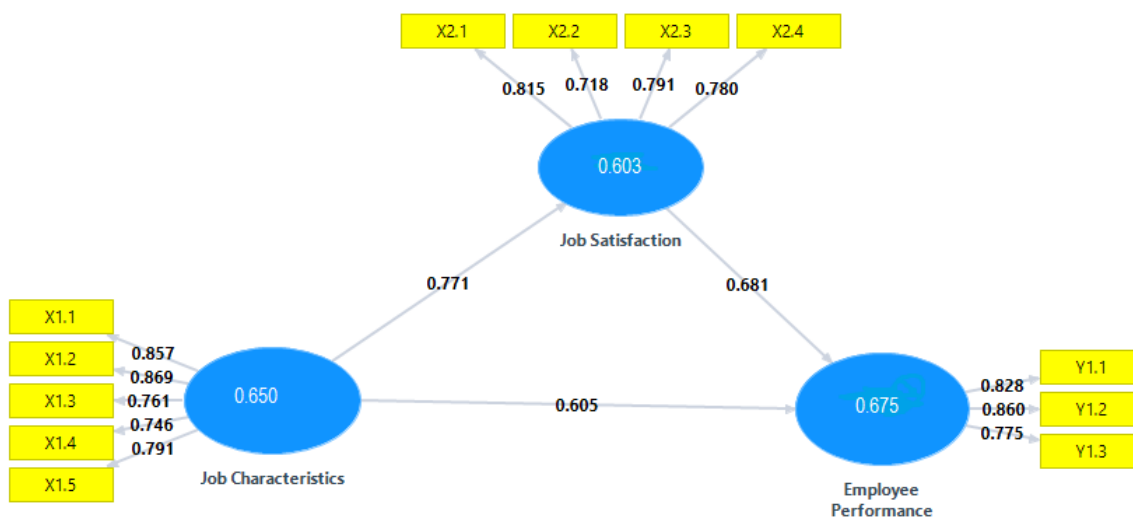 X2.1 X2.2 X2.3 X2.4
0.815 0.718 0.791 0.780
0.603
Job Satisfaction
0.771 0.681
X1.1
X1.2
X1.3
X1.4
X1.5
0.857
0.869
0.761
0.746
0.791
0.650
Job Characteristics
0.605
0.675
Employee
Performance
0.828
0.860
0.775
Y1.1
Y1.2
Y1.3